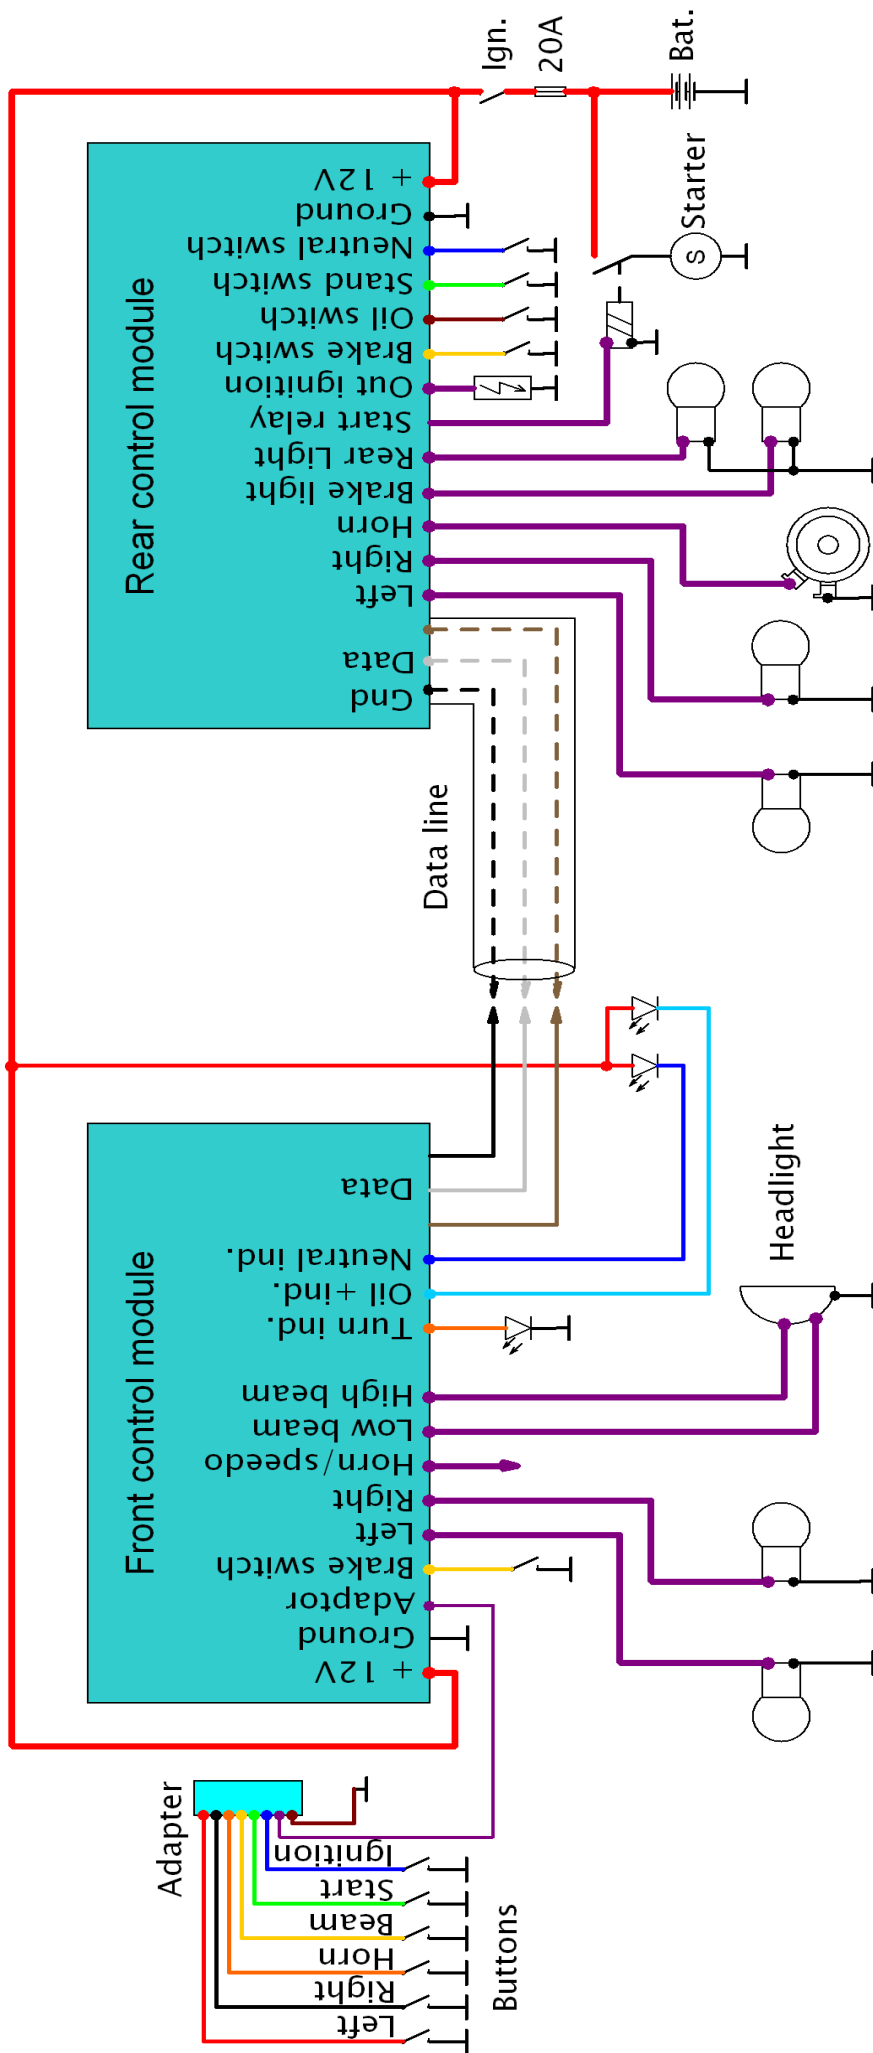 Adapter
Left
Right
Horn
Beam
Start
Ignition
Buttons
Front control module
+ 12V
Ground
Adaptor
Brake switch
Left
Right
Horn/speedo
Low beam
High beam
Turn ind.
Oil +ind.
Neutral ind.
Data
Headlight
Data line
Rear control module
Gnd
Data
Left
Right
Horn
Brake light
Rear Light
Start relay
Out ignition
Brake switch
Oil switch
Stand switch
Neutral switch
Ground
+ 12V
Ign.
20A
Bat.
Starter
S